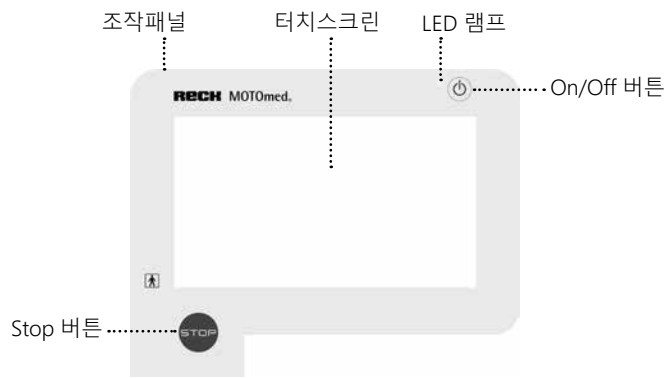 조작패널
터치스크린
LED 램프
On/Off 버튼
RECK MOTOmed.
Stop 버튼
STOP